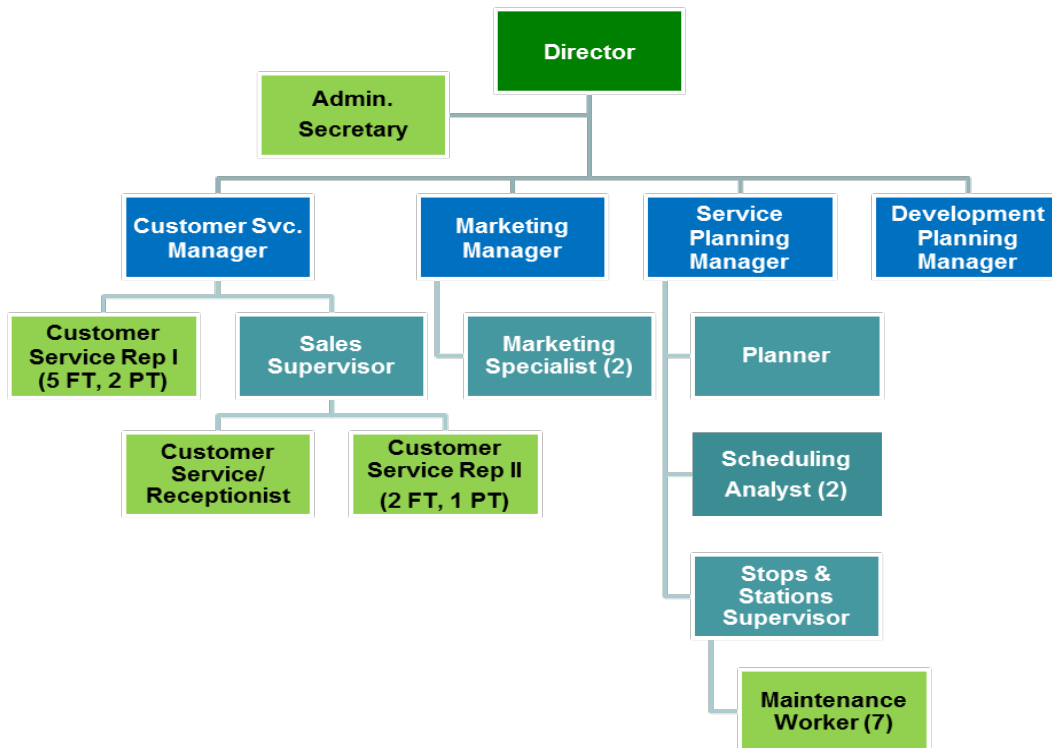 Director
Admin.
Secretary
Customer Svc.
Manager
Marketing
Manager
Service
Planning
Manager
Development
Planning
Manager
Customer
Service Rep I
(5 FT, 2 PT)
Sales
Supervisor
Marketing
Specialist (2)
Planner
Customer
Service/
Receptionist
Customer
Service Rep II
(2 FT, 1 PT)
Scheduling
Analyst (2)
Stops &
Stations
Supervisor
Maintenance
Worker (7)